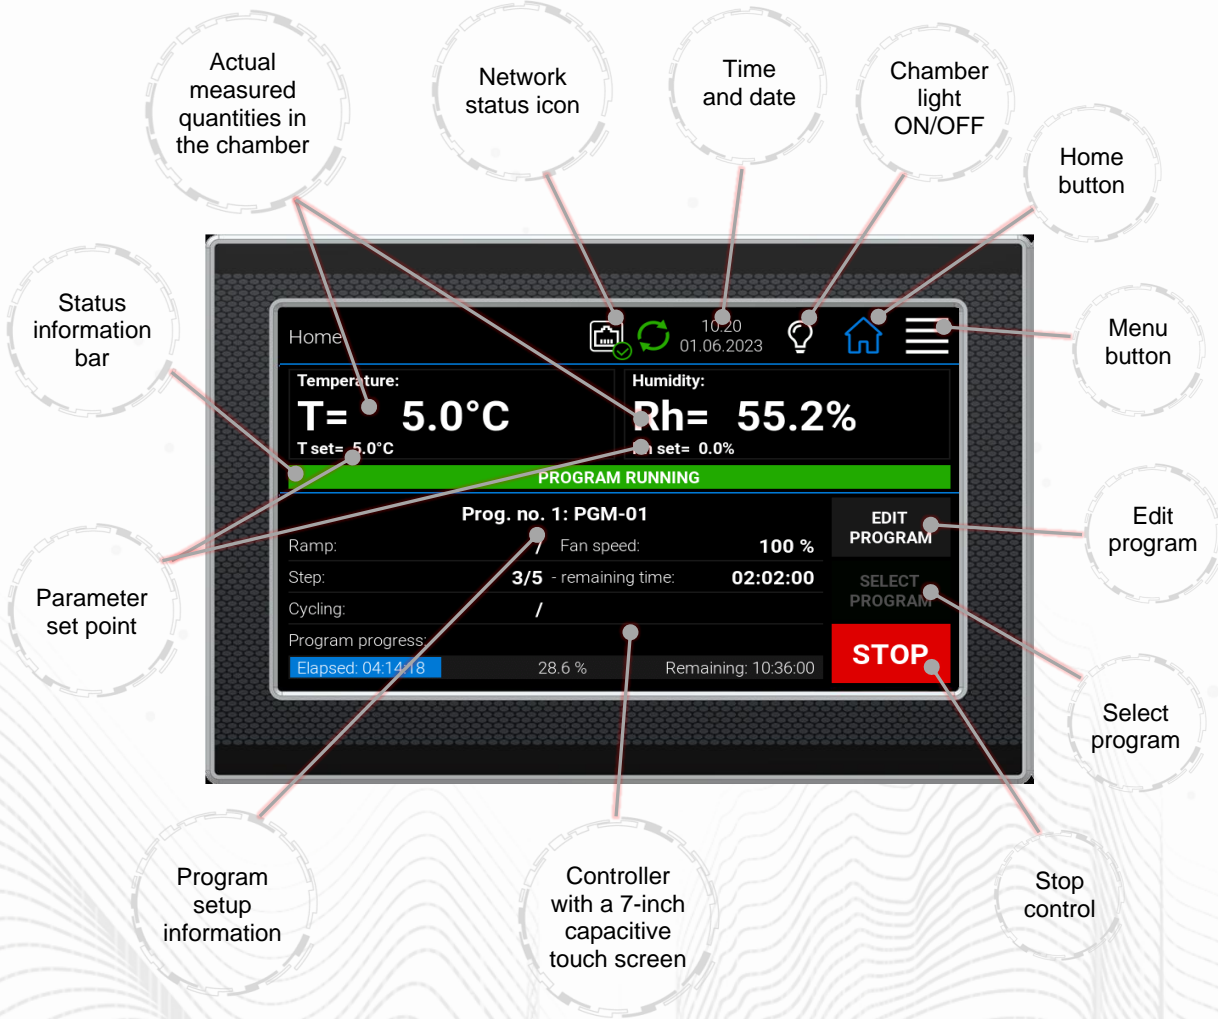 Actual
measured
quantities in
the chamber
Network
status icon
Time
and date
Chamber
light
ON/OFF
Home
button
Status
information
bar
Menu
button
Home
10:20
01.06.2023
Temperature:
T= 5.0°C
T set= 5.0°C
Humidity:
Rh= 55.2%
Rh set= 0.0%
PROGRAM RUNNING
Prog. no. 1: PGM-01
Ramp: / Fan speed: 100 %
Step: 3/5 - remaining time: 02:02:00
Cycling: /
Program progress:
Elapsed: 04:14:18 28.6 % Remaining: 10:36:00
EDIT
PROGRAM
SELECT
PROGRAM
STOP
Edit
program
Parameter
set point
Select
program
Program
setup
information
Controller
with a 7-inch
capacitive
touch screen
Stop
control